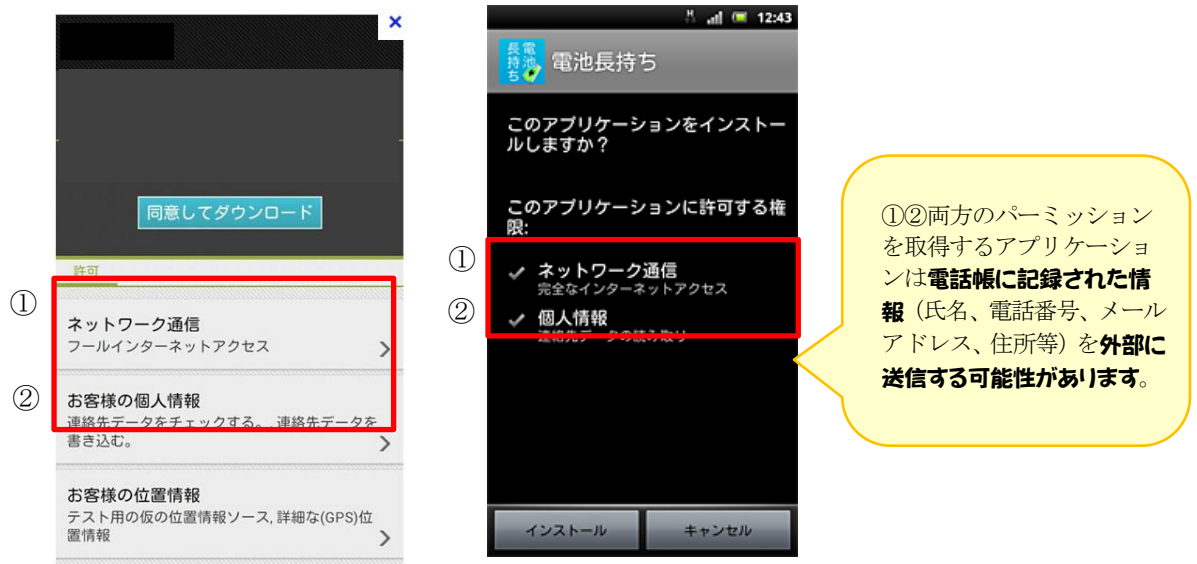 ×
同意してダウンロード
許可
①
ネットワーク通信
フールインターネットアクセス
②
お客様の個人情報
連絡先データをチェックする。, 連絡先データを
書き込む。
お客様の位置情報
テスト用の仮の位置情報ソース, 詳細な(GPS)位
置情報
H 12:43
電池長持ち
電池長持ち
このアプリケーションをインストー
ルしますか？
このアプリケーションに許可する権
限:
①
ネットワーク通信
完全なインターネットアクセス
②
個人情報
連絡先データの読み取り
インストール
キャンセル
①②両方のパーミッション
を取得するアプリケーショ
ンは電話帳に記録された情
報（氏名、電話番号、メール
アドレス、住所等）を外部に
送信する可能性があります。